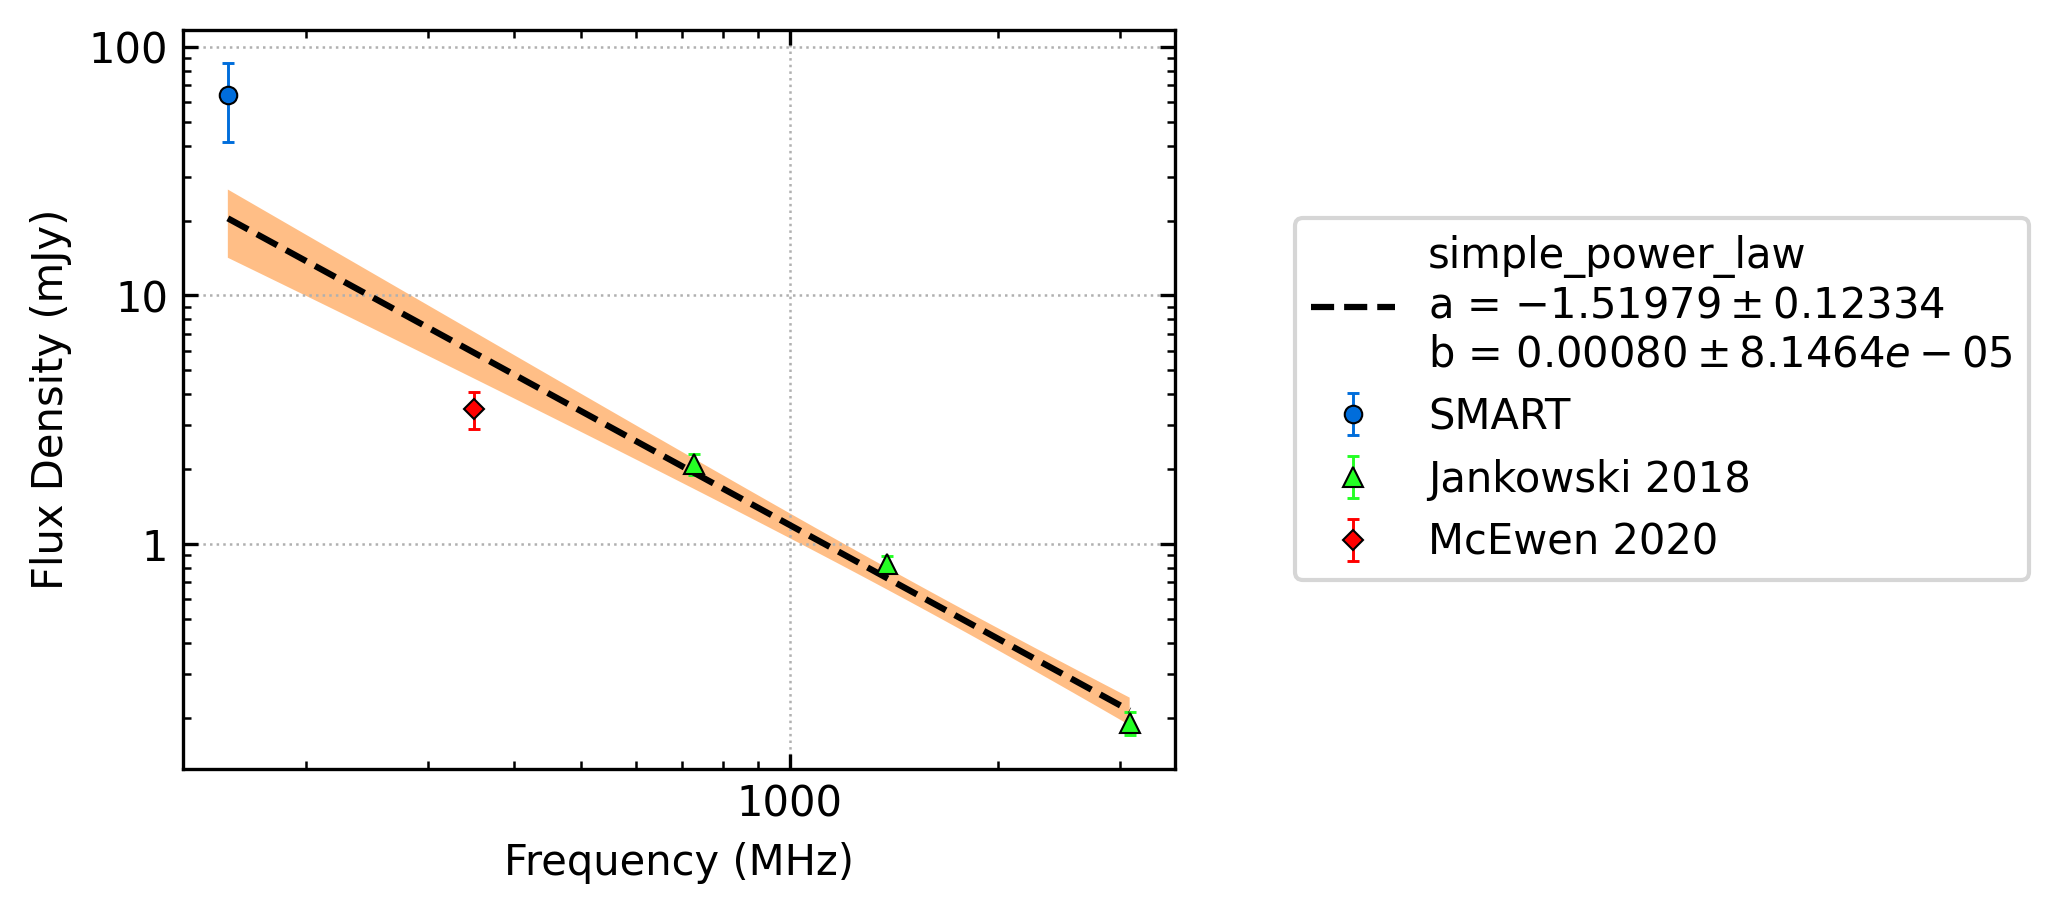 100
10
1
Flux Density (mJy)
1000
Frequency (MHz)
simple_power_law
a = −1.51979 ± 0.12334
b = 0.00080 ± 8.1464e − 05
SMART
Jankowski 2018
McEwen 2020